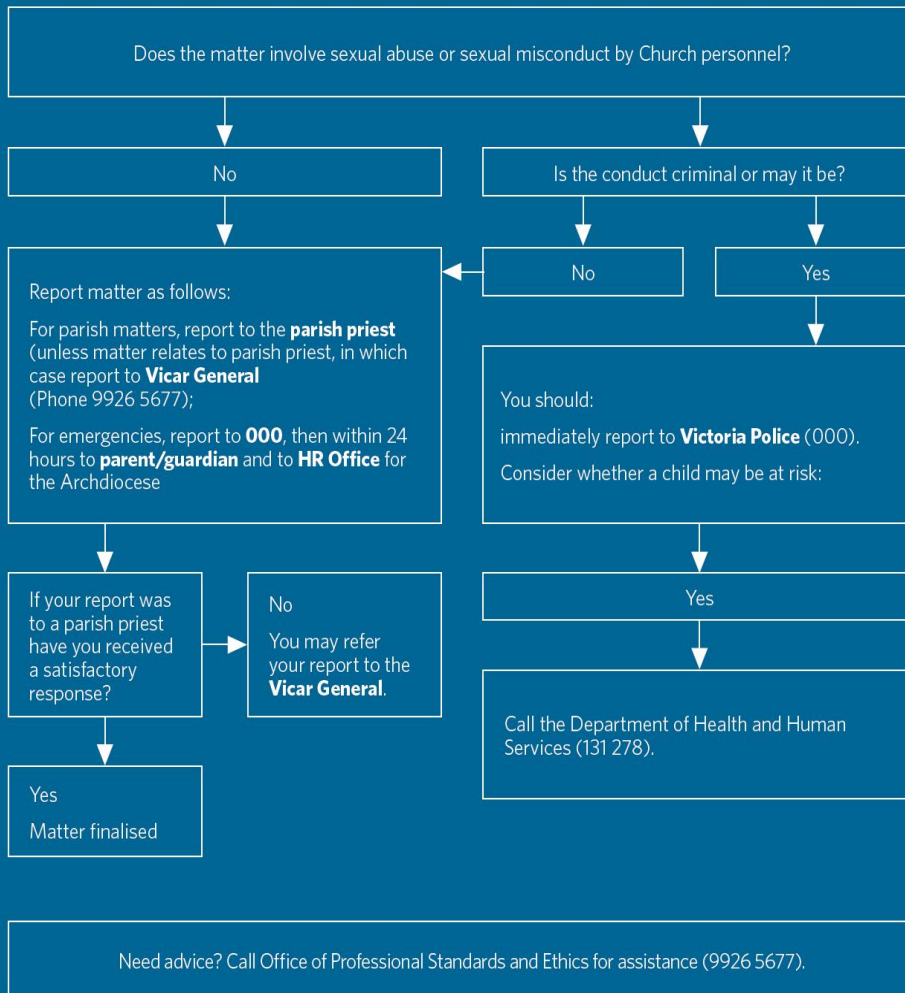 Does the matter involve sexual abuse or sexual misconduct by Church personnel?
No
Is the conduct criminal or may it be?
No
Yes
Report matter as follows:
For parish matters, report to the parish priest
(unless matter relates to parish priest, in which
case report to Vicar General
(Phone 9926 5677);
For emergencies, report to 000, then within 24
hours to parent/guardian and to HR Office for
the Archdiocese
You should:
immediately report to Victoria Police (000).
Consider whether a child may be at risk:
If your report was
to a parish priest
have you received
a satisfactory
response?
No
You may refer
your report to the
Vicar General.
Yes
Call the Department of Health and Human
Services (131 278).
Yes
Matter finalised
Need advice? Call Office of Professional Standards and Ethics for assistance (9926 5677).